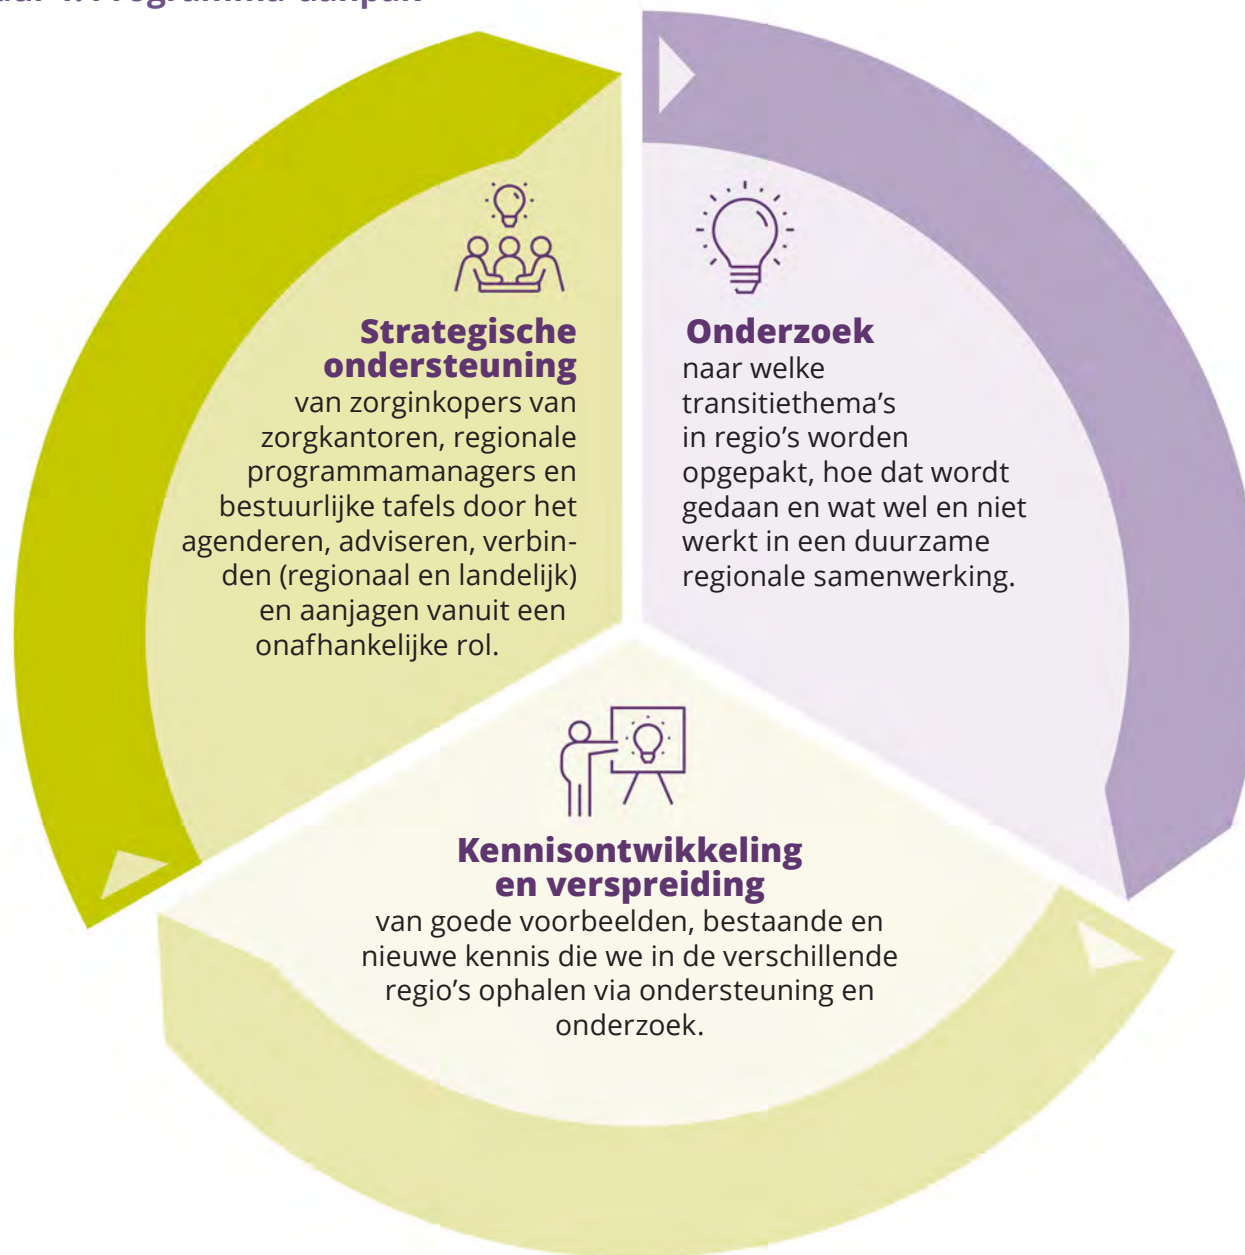 Programma-aanpak
Strategische
ondersteuning
van zorginkopers van
zorgkantoren, regionale
programmamanagers en
bestuurlijke tafels door het
agenderen, adviseren, verbin-
den (regionaal en landelijk)
en aanjagen vanuit een
onafhankelijke rol.
Onderzoek
naar welke
transitiethema's
in regio's worden
opgepakt, hoe dat wordt
gedaan en wat wel en niet
werkt in een duurzame
regionale samenwerking.
Kennisontwikkeling
en verspreiding
van goede voorbeelden, bestaande en
nieuwe kennis die we in de verschillende
regio's ophalen via ondersteuning en
onderzoek.